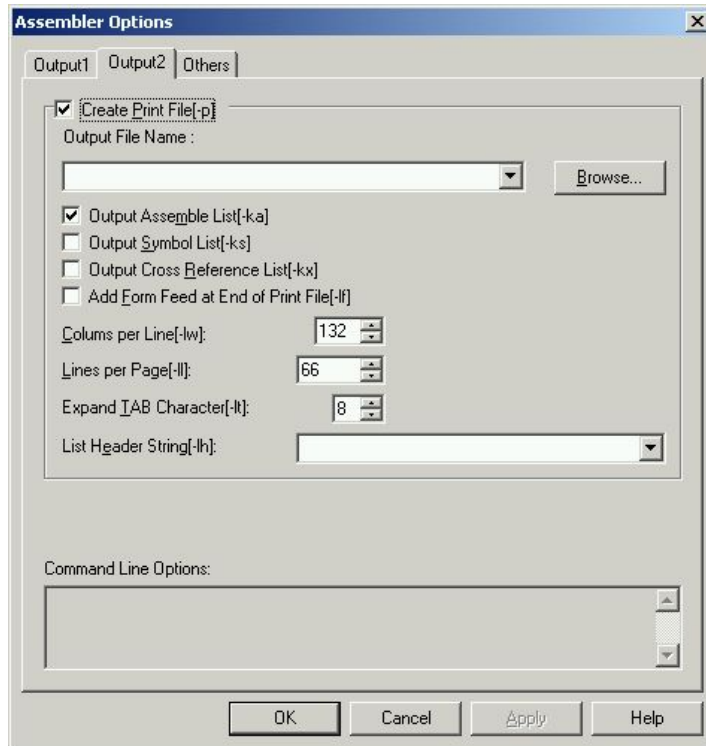 Assembler Options
Output1 Output2 Others
Create Print File[-p]
Output File Name :
Browse...
Output Assemble List[-ka]
Output Symbol List[-ks]
Output Cross Reference List[-kx]
Add Form Feed at End of Print File[-lf]
Colums per Line[-lw]: 132
Lines per Page[-ll]: 66
Expand TAB Character[-lt]: 8
List Header String[-lh]:
Command Line Options:
OK Cancel Apply Help